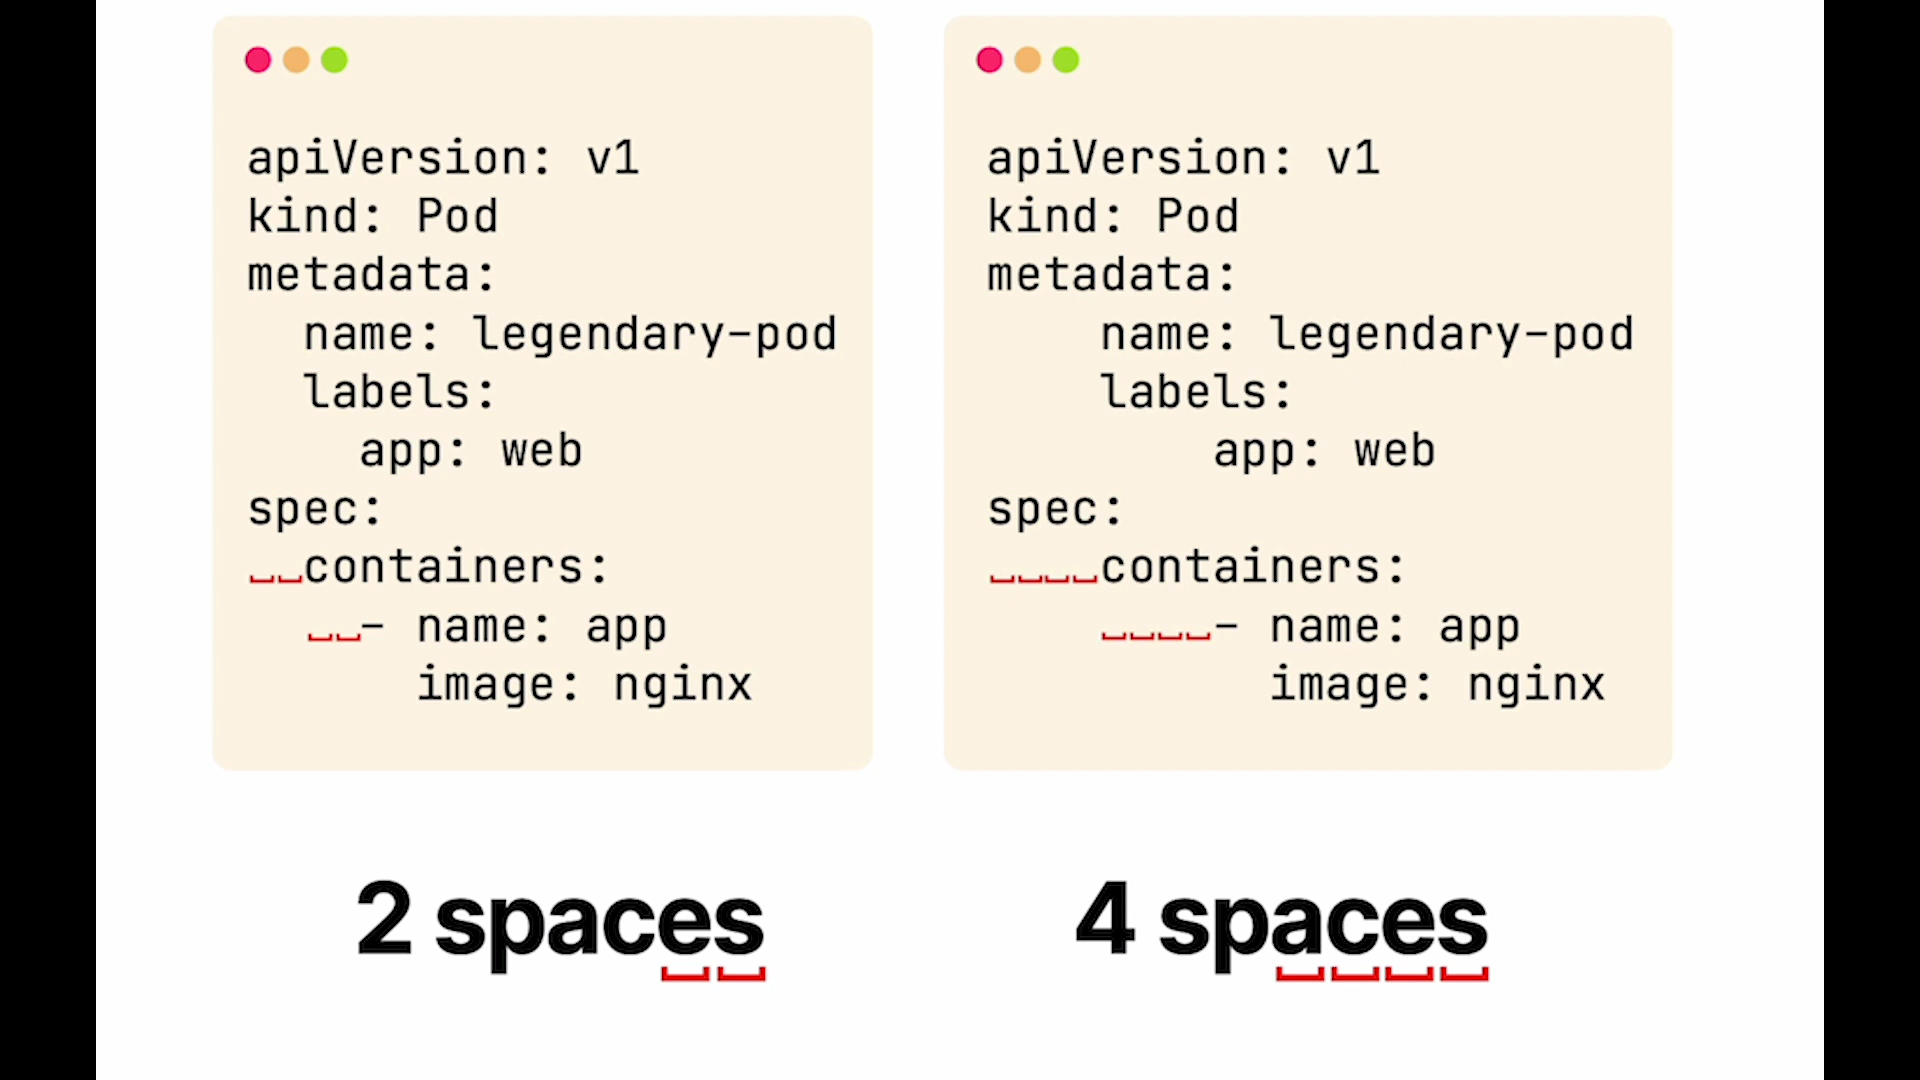 apiVersion: v1
kind: Pod
metadata:
  name: legendary-pod
  labels:
    app: web
spec:
␣␣containers:
  ␣␣- name: app
      image: nginx
2 spaces
apiVersion: v1
kind: Pod
metadata:
    name: legendary-pod
    labels:
        app: web
spec:
␣␣␣␣containers:
    ␣␣␣␣- name: app
          image: nginx
4 spaces